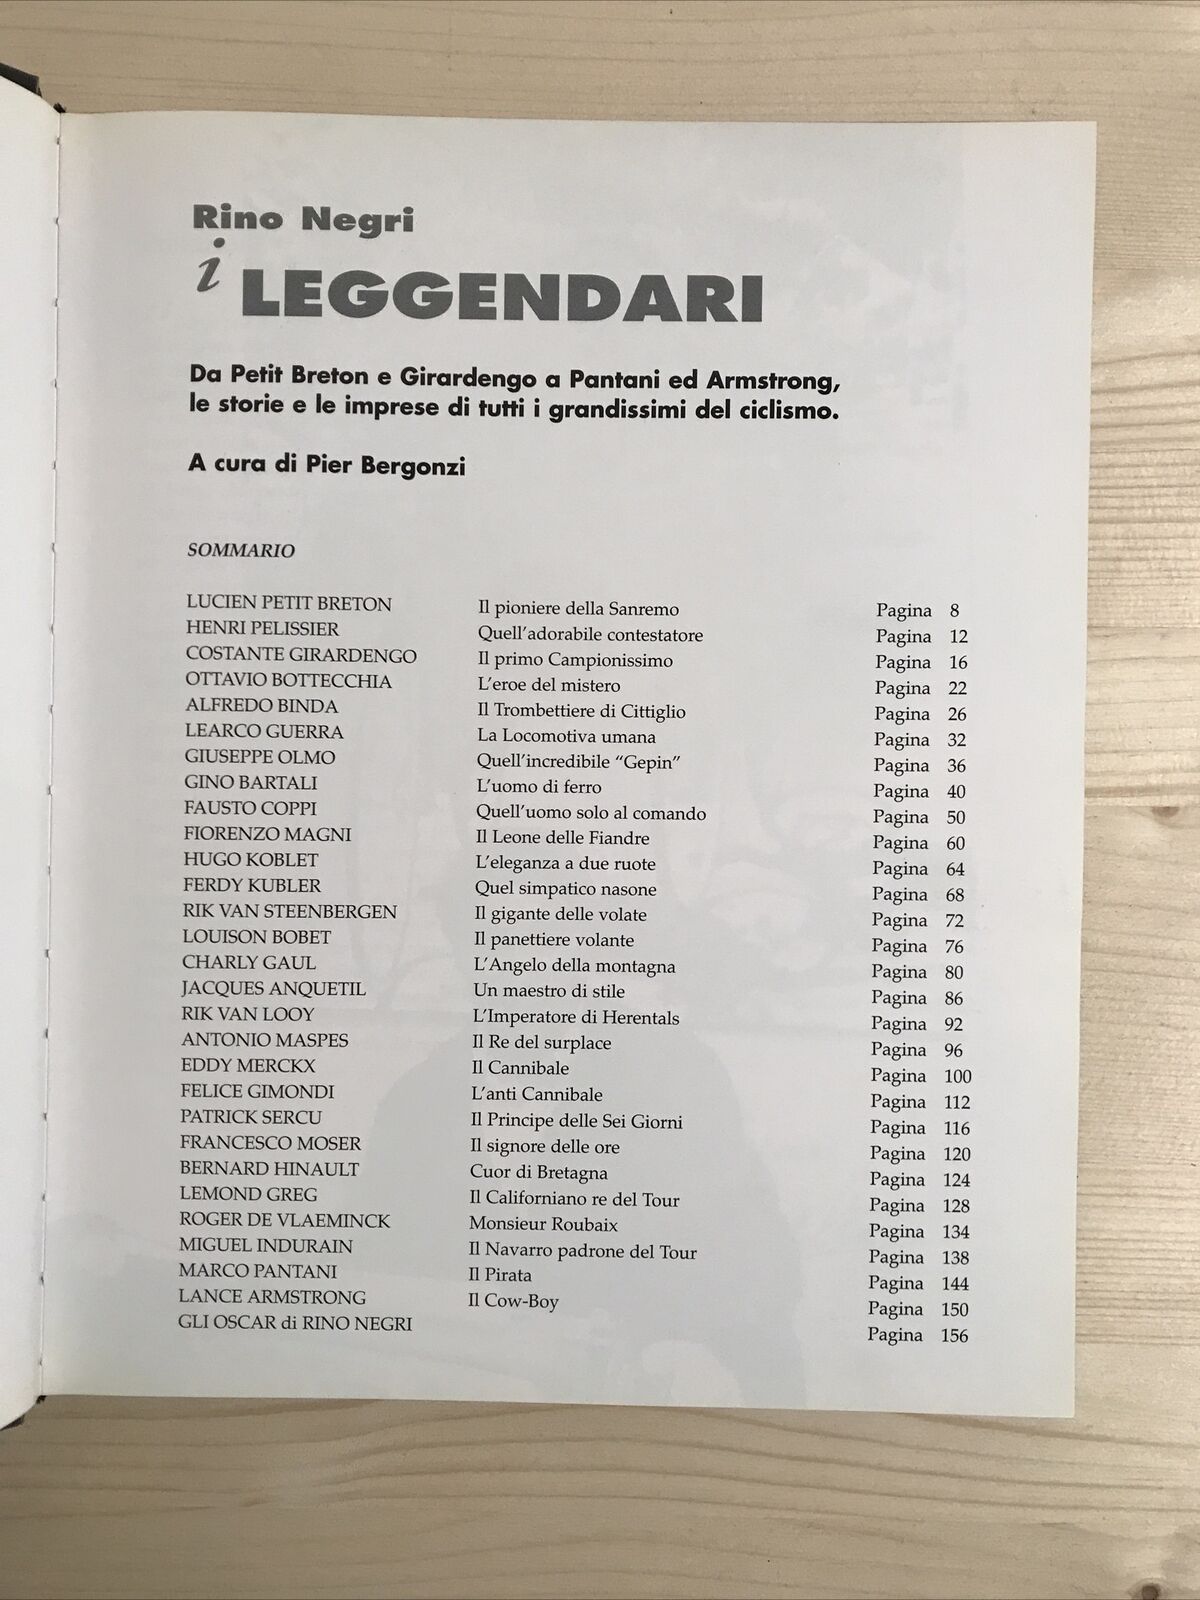 Rino Negri
i LEGGENDARI
Da Petit Breton e Girardengo a Pantani ed Armstrong,
le storie e le imprese di tutti i grandissimi del ciclismo.
A cura di Pier Bergonzi
SOMMARIO
LUCIEN PETIT BRETON Il pioniere della Sanremo Pagina 8
HENRI PELISSIER Quell'adorabile contestatore Pagina 12
COSTANTE GIRARDENGO Il primo Campionissimo Pagina 16
OTTAVIO BOTTECCHIA L'eroe del mistero Pagina 22
ALFREDO BINDA Il Trombettiere di Cittiglio Pagina 26
LEARCO GUERRA La Locomotiva umana Pagina 32
GIUSEPPE OLMO Quell'incredibile "Gepin" Pagina 36
GINO BARTALI L'uomo di ferro Pagina 40
FAUSTO COPPI Quell'uomo solo al comando Pagina 50
FIORENZO MAGNI Il Leone delle Fiandre Pagina 60
HUGO KOBLET L'eleganza a due ruote Pagina 64
FERDY KUBLER Quel simpatico nasone Pagina 68
RIK VAN STEENBERGEN Il gigante delle volate Pagina 72
LOUISON BOBET Il panettiere volante Pagina 76
CHARLY GAUL L'Angelo della montagna Pagina 80
JACQUES ANQUETIL Un maestro di stile Pagina 86
RIK VAN LOOY L'Imperatore di Herentals Pagina 92
ANTONIO MASPES Il Re del surplace Pagina 96
EDDY MERCKX Il Cannibale Pagina 100
FELICE GIMONDI L'anti Cannibale Pagina 112
PATRICK SERCU Il Principe delle Sei Giorni Pagina 116
FRANCESCO MOSER Il signore delle ore Pagina 120
BERNARD HINAULT Cuor di Bretagna Pagina 124
LEMOND GREG Il Californiano re del Tour Pagina 128
ROGER DE VLAEMINCK Monsieur Roubaix Pagina 134
MIGUEL INDURAIN Il Navarro padrone del Tour Pagina 138
MARCO PANTANI Il Pirata Pagina 144
LANCE ARMSTRONG Il Cow-Boy Pagina 150
GLI OSCAR di RINO NEGRI Pagina 156